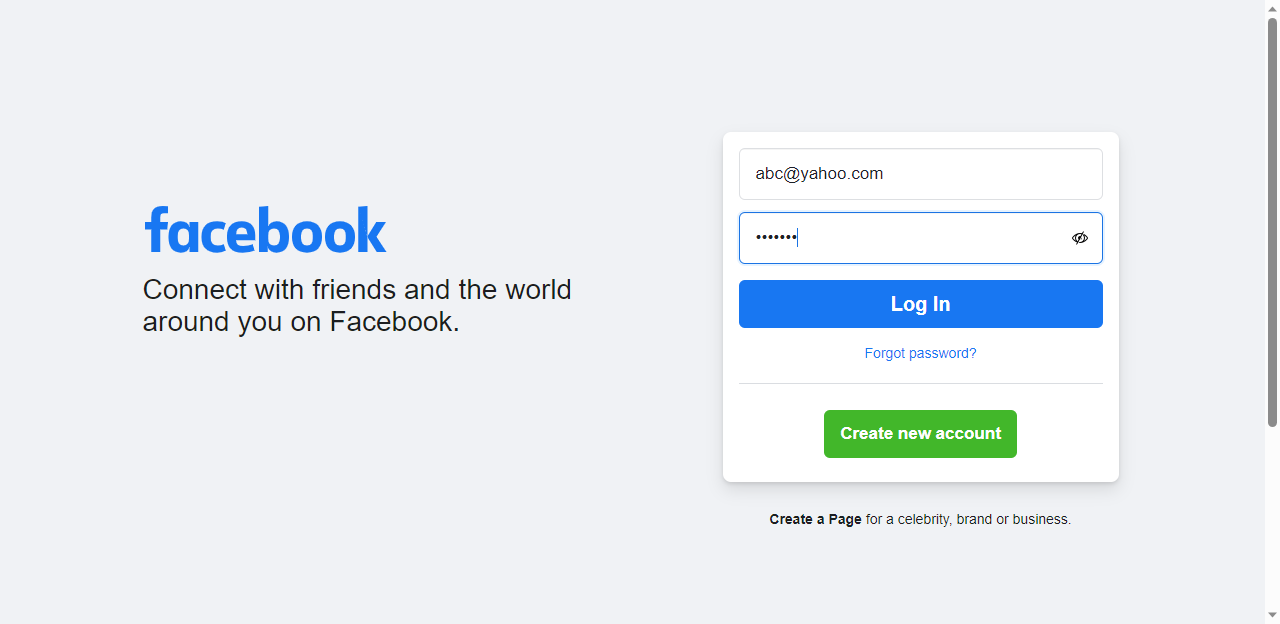 facebook
Connect with friends and the world
around you on Facebook.
abc@yahoo.com
•••••••
Log In
Forgot password?
Create new account
Create a Page for a celebrity, brand or business.